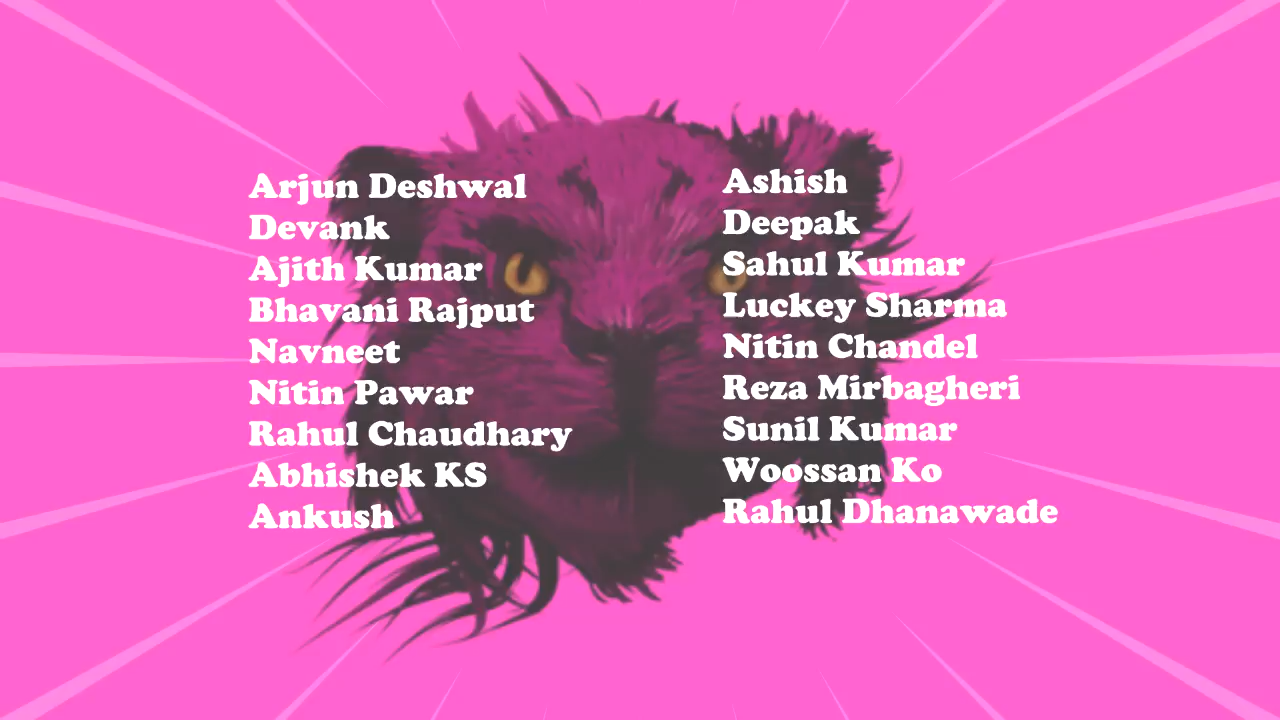 Arjun Deshwal
Devank
Ajith Kumar
Bhavani Rajput
Navneet
Nitin Pawar
Rahul Chaudhary
Abhishek KS
Ankush
Ashish
Deepak
Sahul Kumar
Luckey Sharma
Nitin Chandel
Reza Mirbagheri
Sunil Kumar
Woossan Ko
Rahul Dhanawade